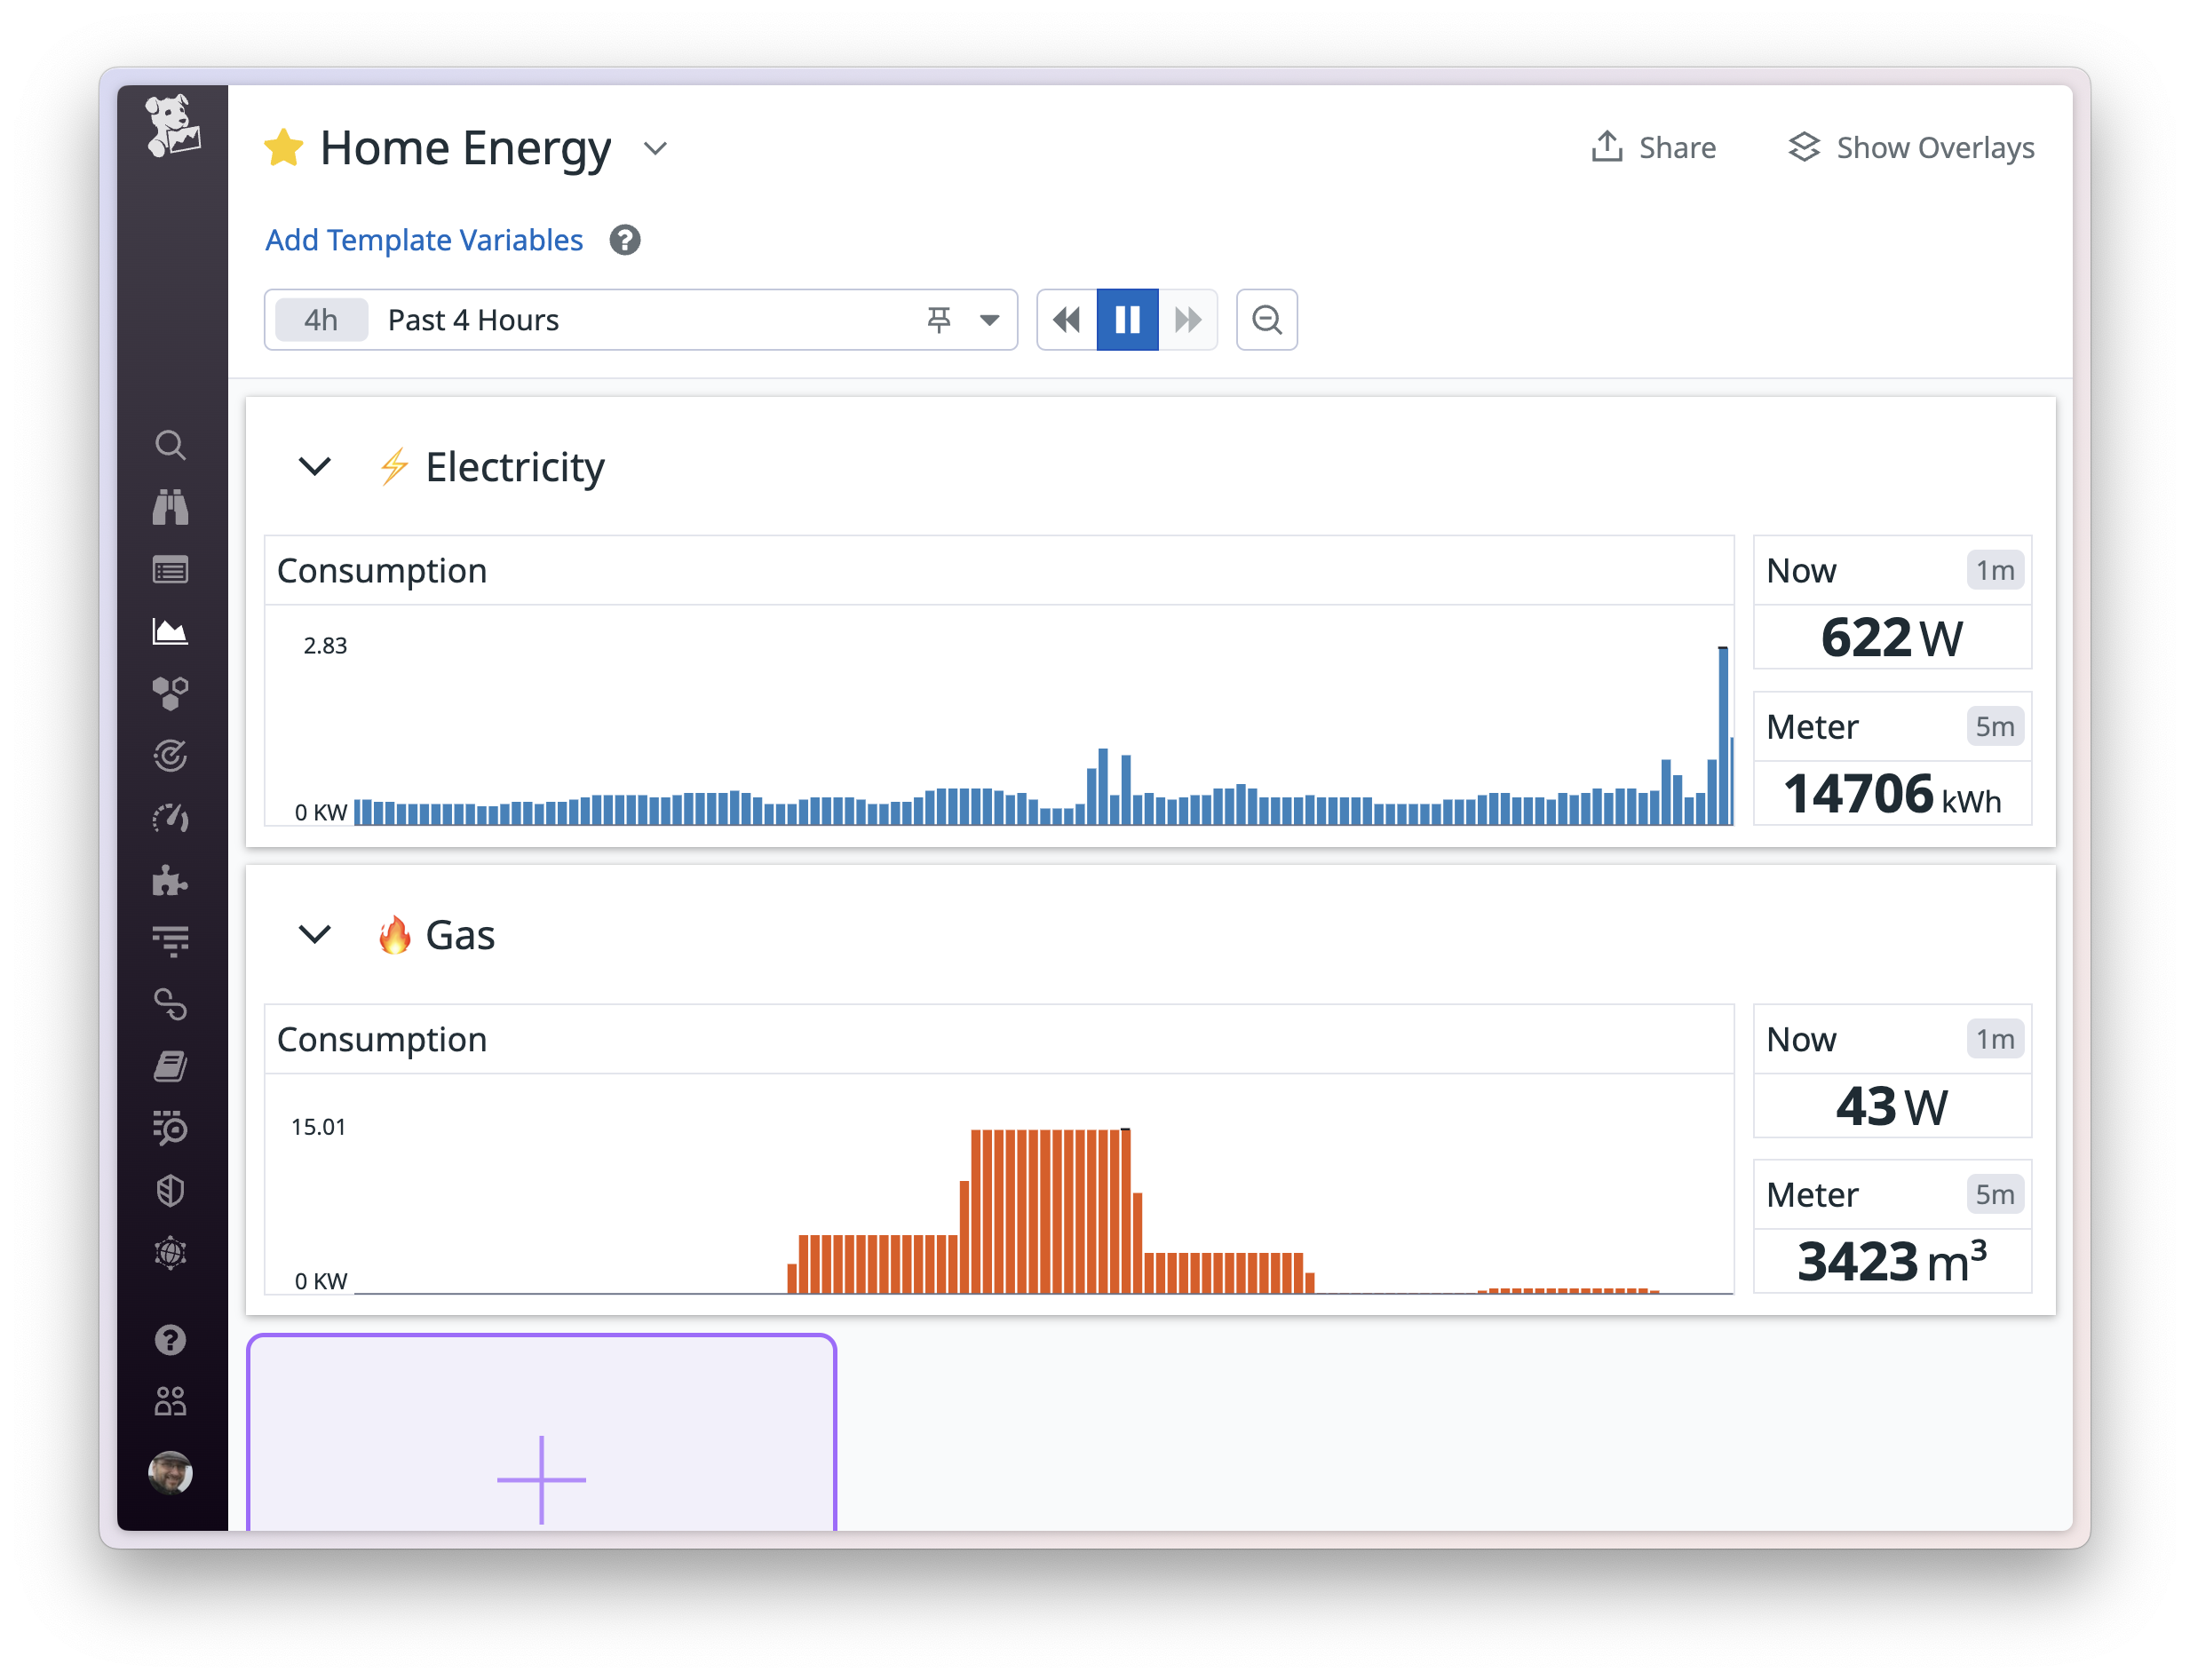 Home Energy
Share
Show Overlays
Add Template Variables ?
4h Past 4 Hours
⚡ Electricity
Consumption
2.83
0 KW
Now 1m
622 W
Meter 5m
14706 kWh
🔥 Gas
Consumption
15.01
0 KW
Now 1m
43 W
Meter 5m
3423 m³
?